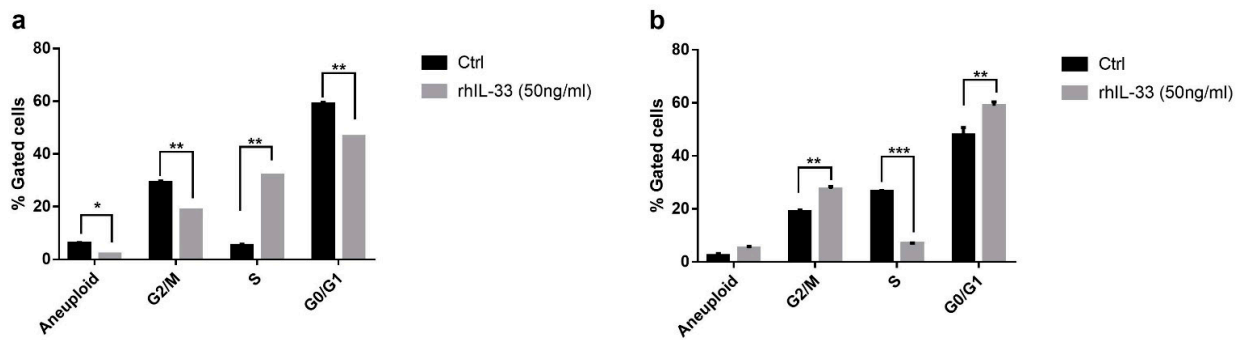 a
80
60
40
20
0
% Gated cells
*
**
**
**
Aneuploid
G2/M
S
G0/G1
Ctrl
rhIL-33 (50ng/ml)
b
80
60
40
20
0
% Gated cells
**
***
**
Aneuploid
G2/M
S
G0/G1
Ctrl
rhIL-33 (50ng/ml)